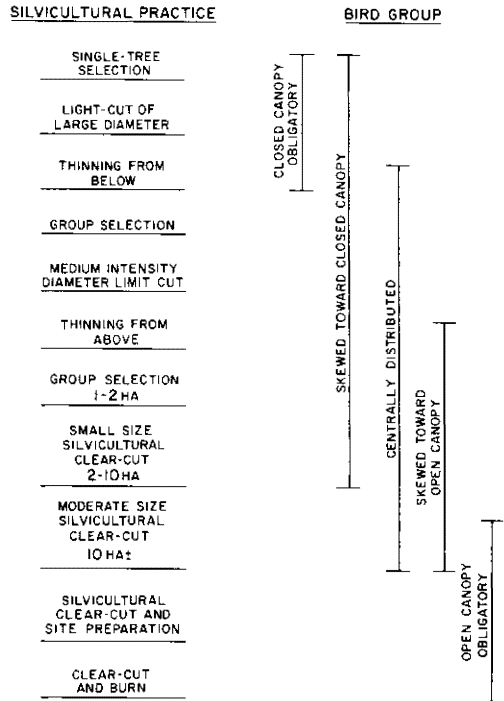 SILVICULTURAL PRACTICE
BIRD GROUP
SINGLE-TREE
SELECTION
LIGHT-CUT OF
LARGE DIAMETER
THINNING FROM
BELOW
GROUP SELECTION
MEDIUM INTENSITY
DIAMETER LIMIT CUT
THINNING FROM
ABOVE
GROUP SELECTION
1-2 HA
SMALL SIZE
SILVICULTURAL
CLEAR-CUT
2-10 HA
MODERATE SIZE
SILVICULTURAL
CLEAR-CUT
10 HA±
SILVICULTURAL
CLEAR-CUT AND
SITE PREPARATION
CLEAR-CUT
AND BURN
CLOSED CANOPY
OBLIGATORY
SKEWED TOWARD CLOSED CANOPY
CENTRALLY DISTRIBUTED
SKEWED TOWARD
OPEN CANOPY
OPEN CANOPY
OBLIGATORY